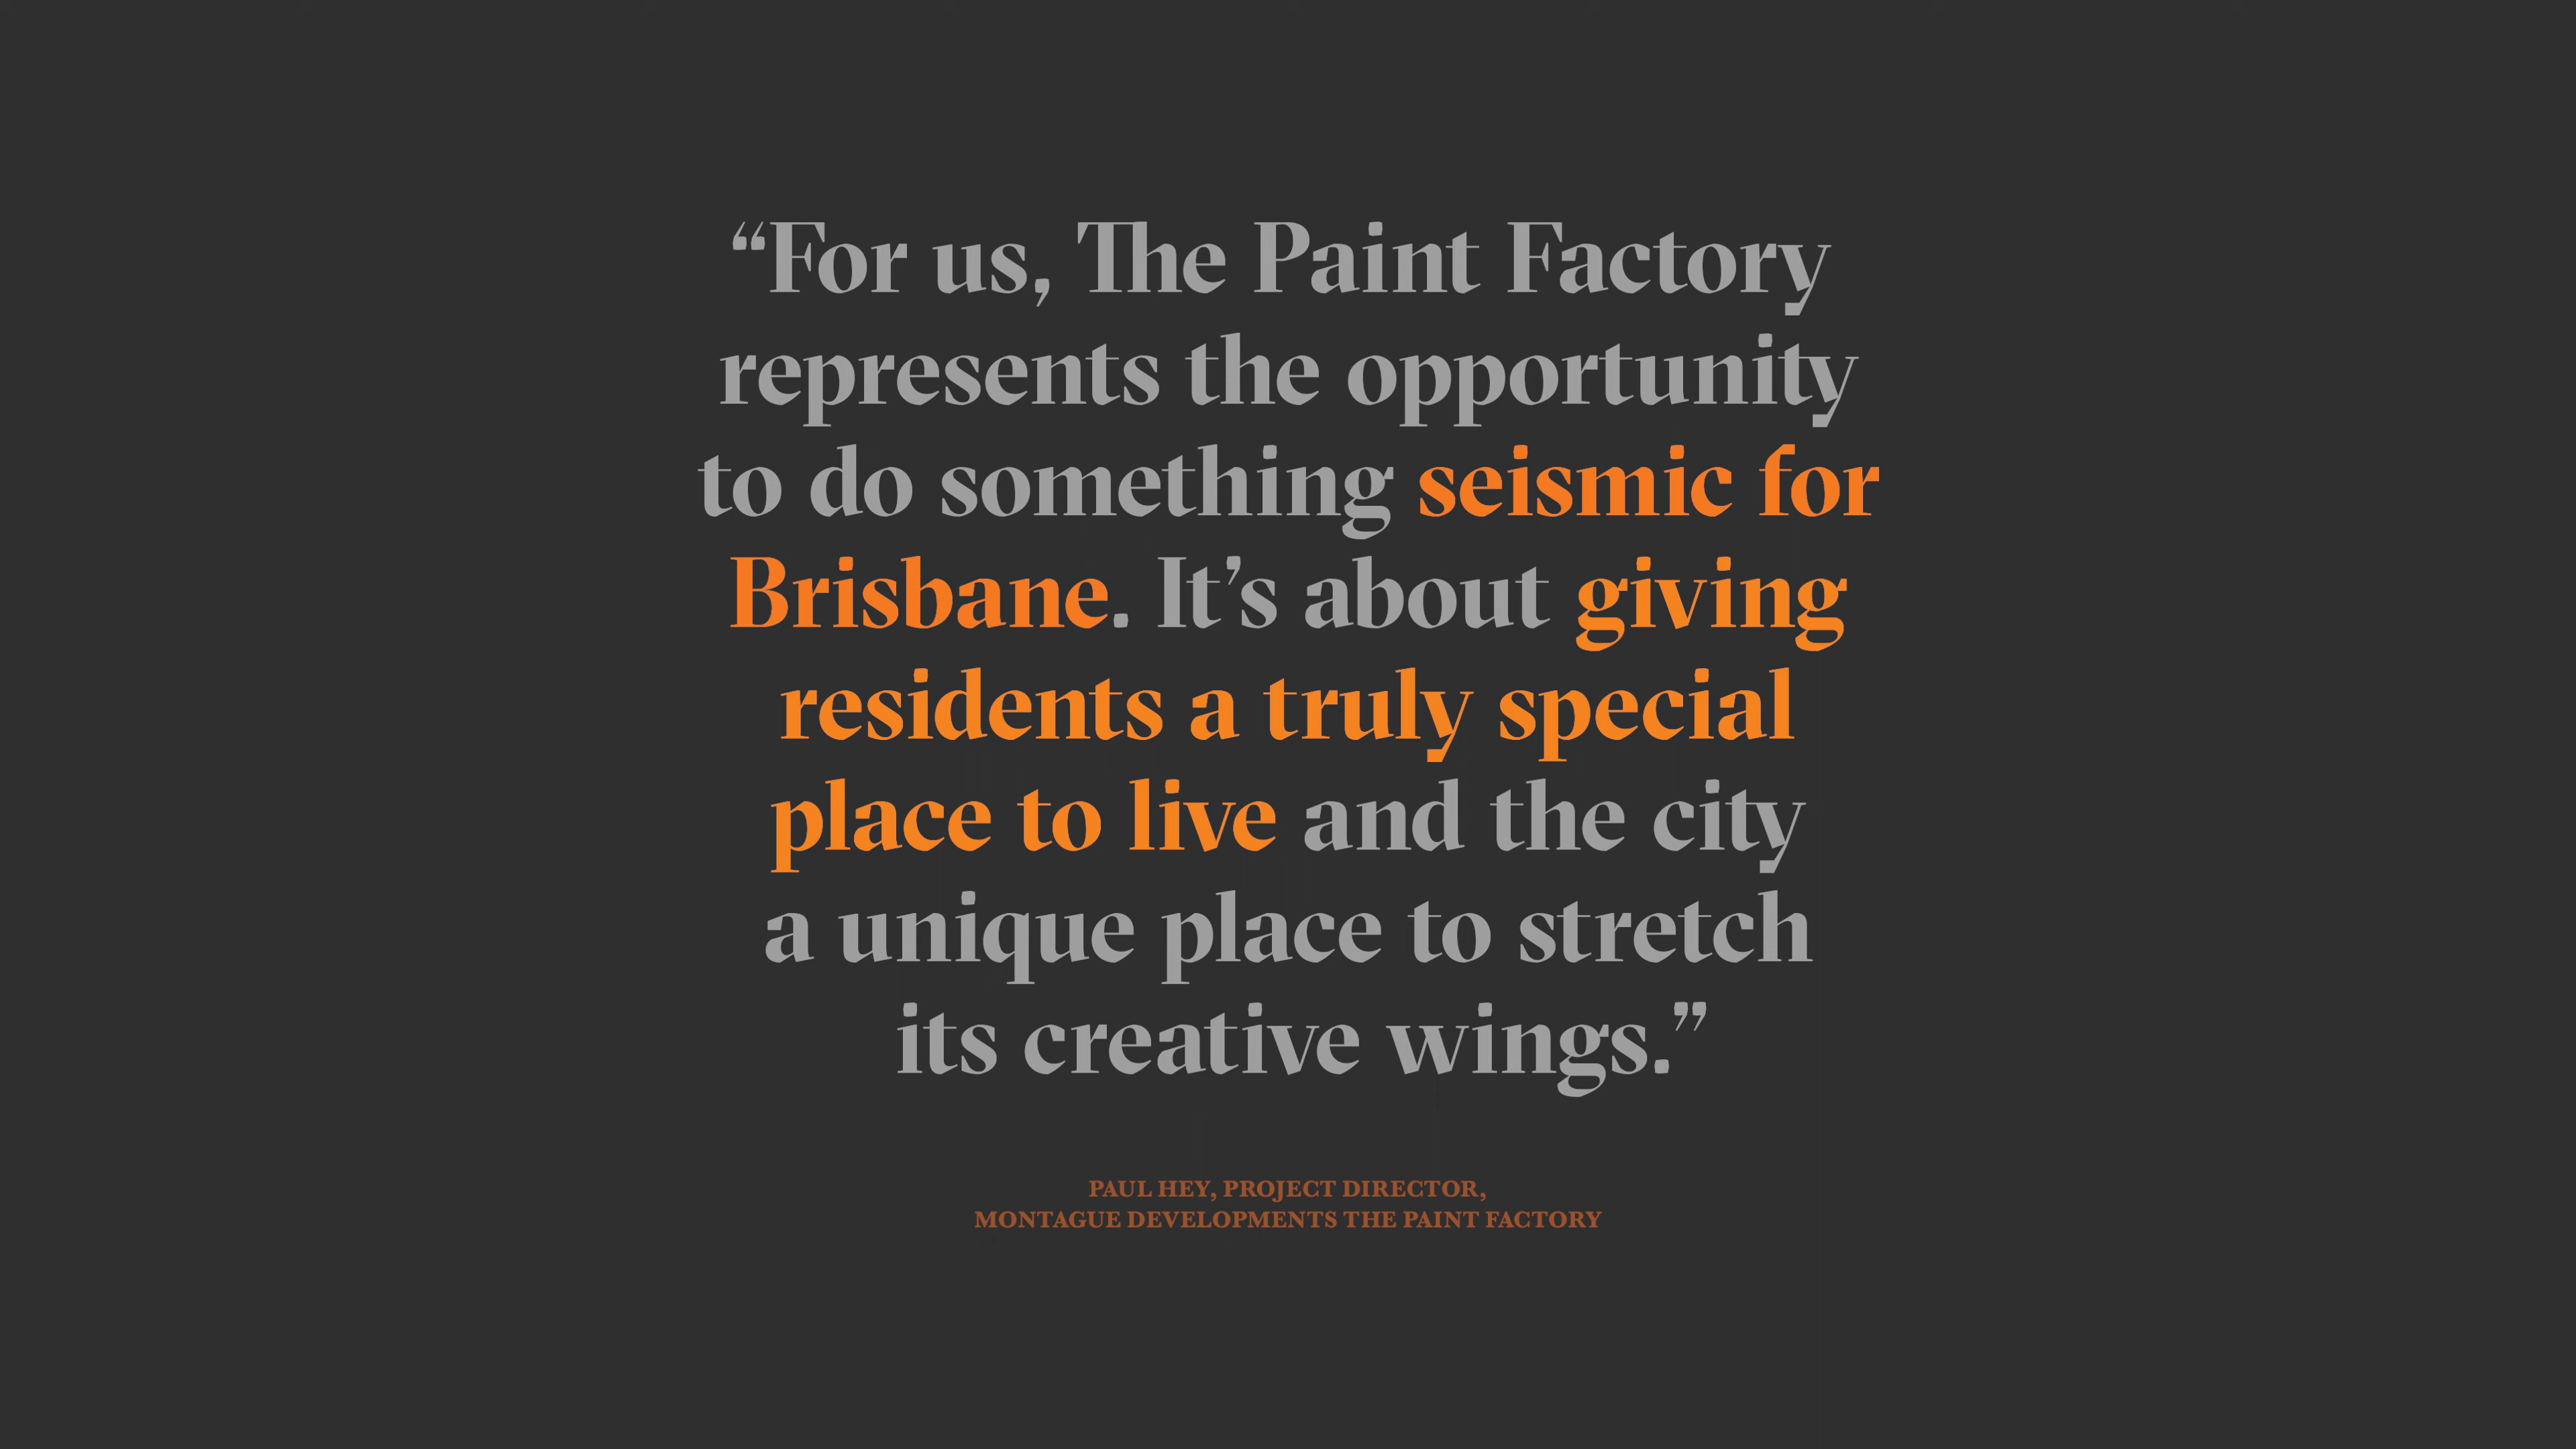 “For us, The Paint Factory
represents the opportunity
to do something seismic for
Brisbane. It’s about giving
residents a truly special
place to live and the city
a unique place to stretch
its creative wings.”
PAUL HEY, PROJECT DIRECTOR,
MONTAGUE DEVELOPMENTS THE PAINT FACTORY